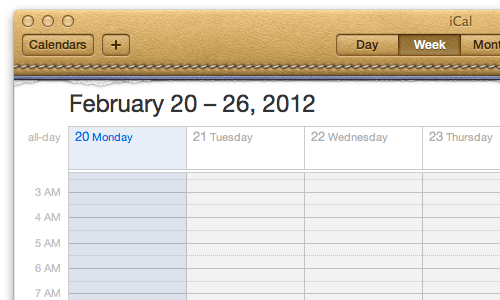 iCal
Calendars + Day Week Mont
February 20 – 26, 2012
all-day 20 Monday 21 Tuesday 22 Wednesday 23 Thursday
3 AM
4 AM
5 AM
6 AM
7 AM